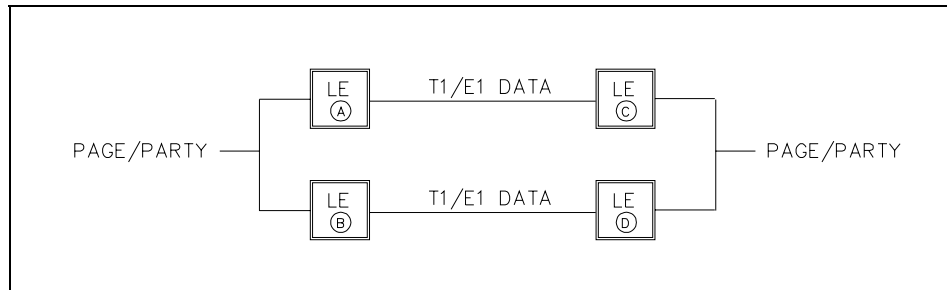 LE T1/E1 DATA LE
A C
PAGE/PARTY PAGE/PARTY
LE T1/E1 DATA LE
B D